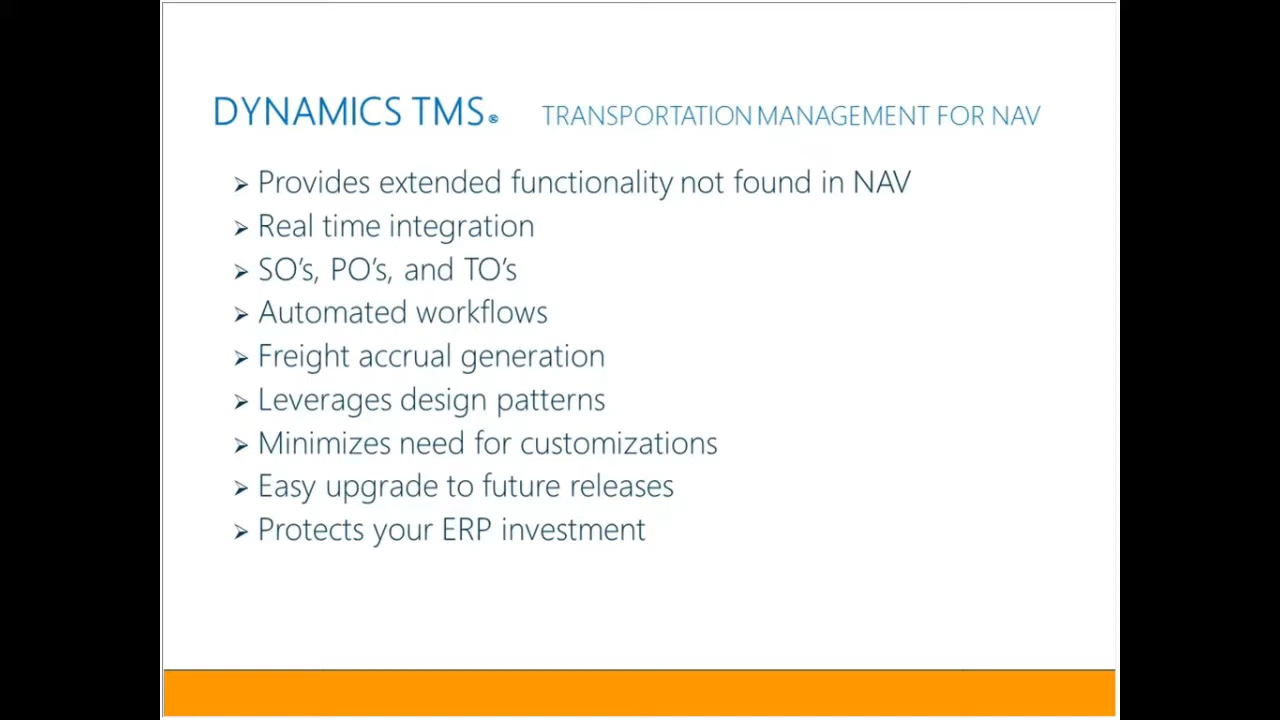 DYNAMICS TMS® TRANSPORTATION MANAGEMENT FOR NAV
➢ Provides extended functionality not found in NAV
➢ Real time integration
➢ SO’s, PO’s, and TO’s
➢ Automated workflows
➢ Freight accrual generation
➢ Leverages design patterns
➢ Minimizes need for customizations
➢ Easy upgrade to future releases
➢ Protects your ERP investment